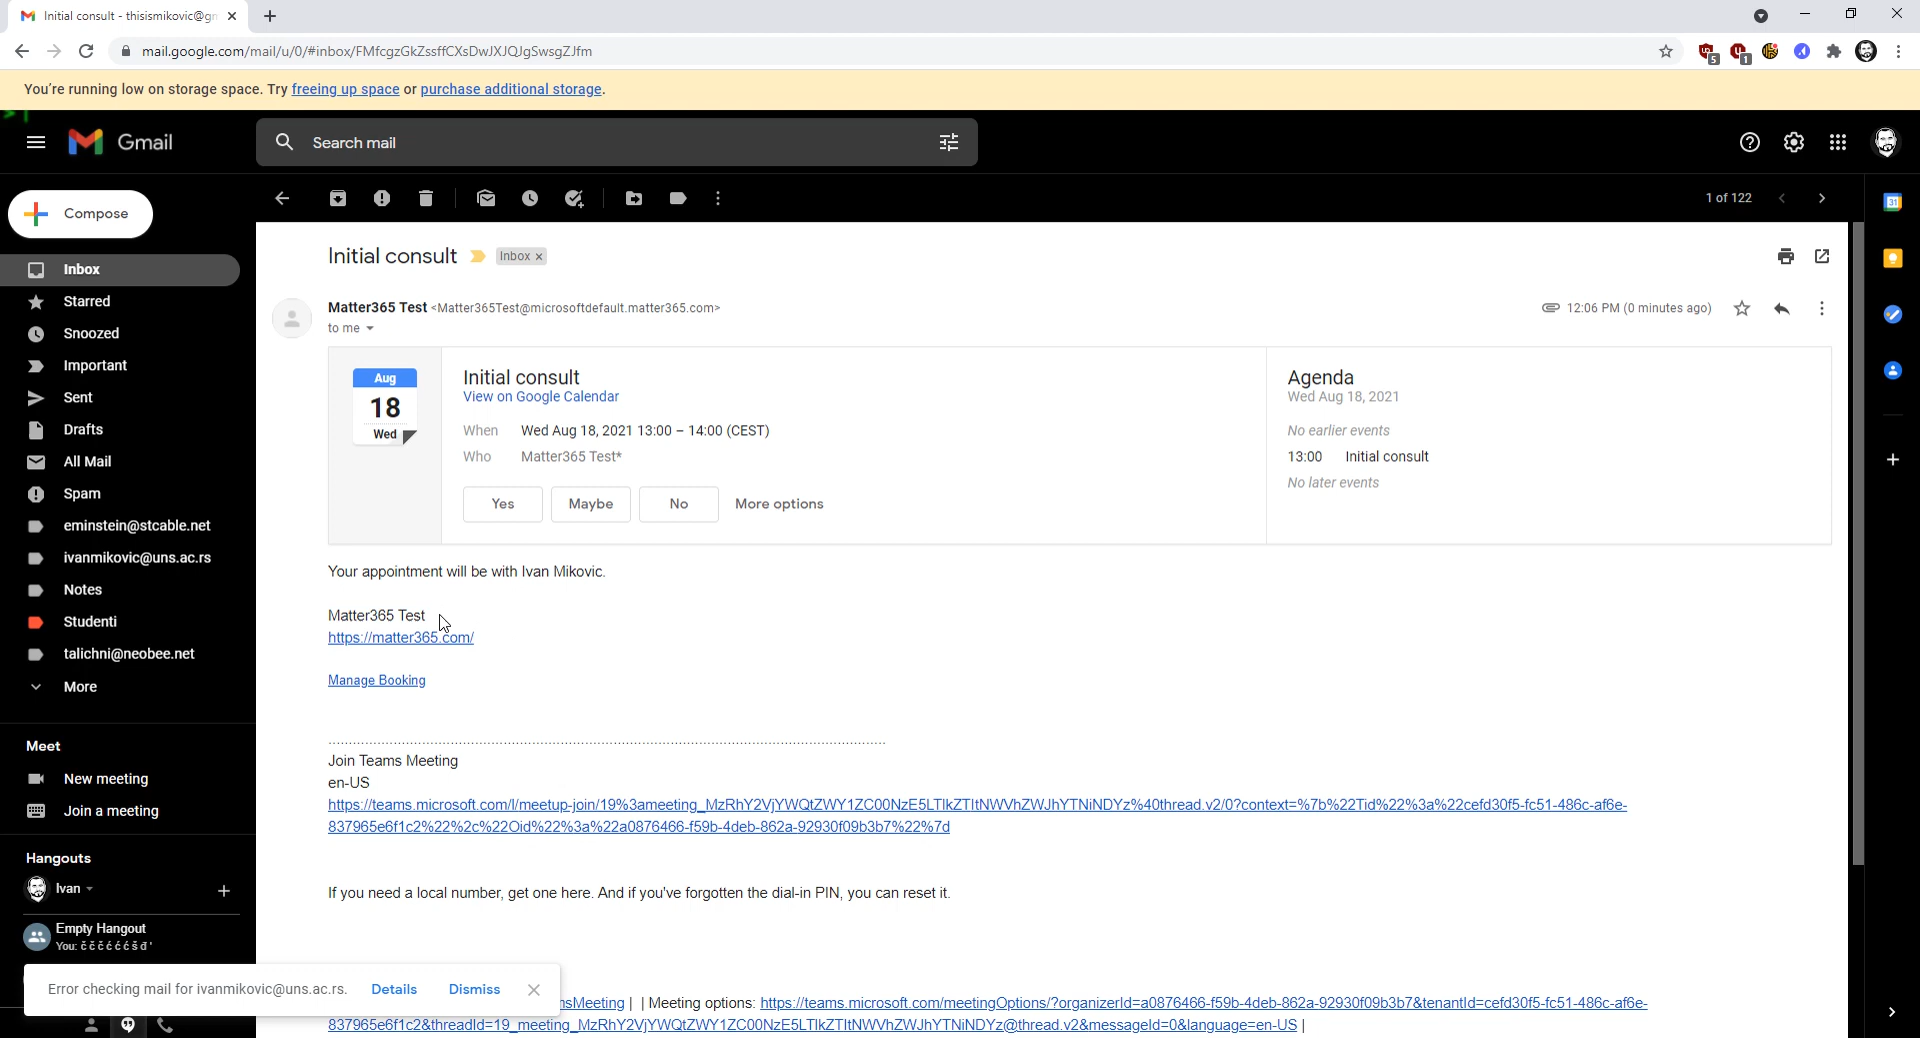 Initial consult - thisismikovic@gm
mail.google.com/mail/u/0/#inbox/FMfcgzGkZssffCXsDwJXJQJgSwsgZJfm
5
1
You're running low on storage space. Try freeing up space or purchase additional storage.
Gmail
Search mail
Compose
1 of 122
31
Inbox
Starred
Snoozed
Important
Sent
Drafts
All Mail
Spam
eminstein@stcable.net
ivanmikovic@uns.ac.rs
Notes
Studenti
talichni@neobee.net
More
Meet
New meeting
Join a meeting
Hangouts
Ivan
Empty Hangout
You: č č č ć ć ć š đ '
Initial consult
Inbox ×
Matter365 Test <Matter365Test@microsoftdefault.matter365.com>
12:06 PM (0 minutes ago)
to me
Aug
18
Wed
Initial consult
View on Google Calendar
When Wed Aug 18, 2021 13:00 – 14:00 (CEST)
Who Matter365 Test*
Yes
Maybe
No
More options
Agenda
Wed Aug 18, 2021
No earlier events
13:00 Initial consult
No later events
Your appointment will be with Ivan Mikovic.
Matter365 Test
https://matter365.com/
Manage Booking
Join Teams Meeting
en-US
https://teams.microsoft.com/l/meetup-join/19%3ameeting_MzRhY2VjYWQtZWY1ZC00NzE5LTlkZTItNWVhZWJhYTNiNDYz%40thread.v2/0?context=%7b%22Tid%22%3a%22cefd30f5-fc51-486c-af6e-
837965e6f1c2%22%2c%22Oid%22%3a%22a0876466-f59b-4deb-862a-92930f09b3b7%22%7d
If you need a local number, get one here. And if you've forgotten the dial-in PIN, you can reset it.
sMeeting | | Meeting options: https://teams.microsoft.com/meetingOptions/?organizerId=a0876466-f59b-4deb-862a-92930f09b3b7&tenantId=cefd30f5-fc51-486c-af6e-
837965e6f1c2&threadId=19_meeting_MzRhY2VjYWQtZWY1ZC00NzE5LTlkZTItNWVhZWJhYTNiNDYz@thread.v2&messageId=0&language=en-US |
Error checking mail for ivanmikovic@uns.ac.rs.
Details
Dismiss